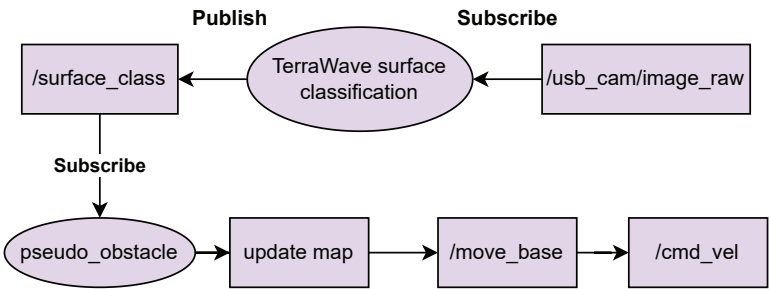 Publish
Subscribe
/surface_class
TerraWave surface
classification
/usb_cam/image_raw
Subscribe
pseudo_obstacle
update map
/move_base
/cmd_vel